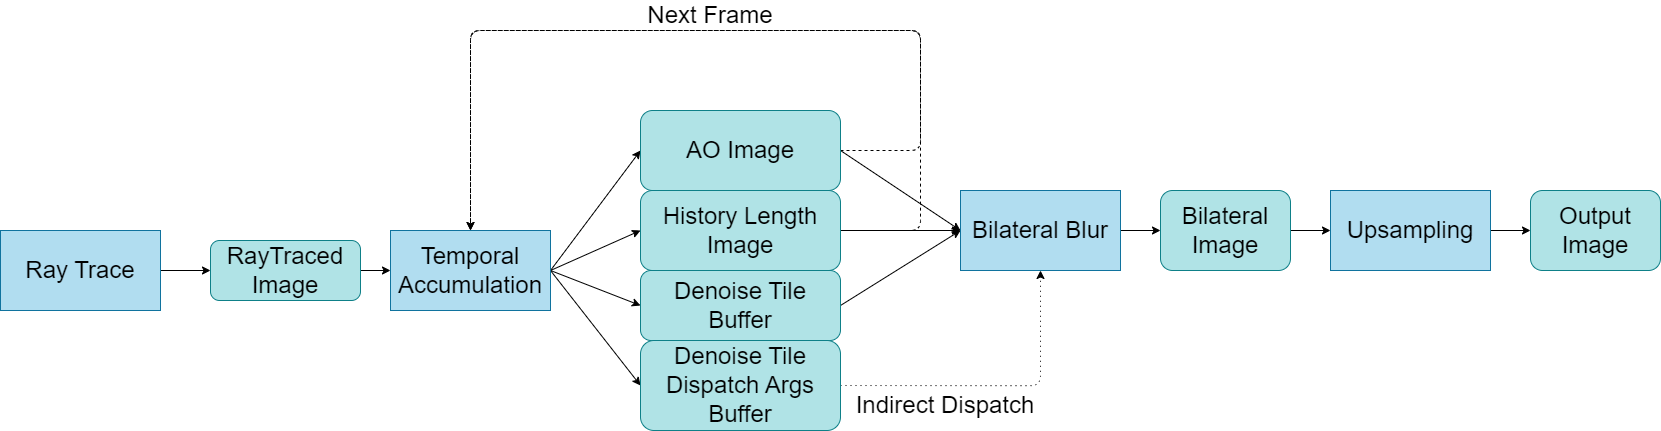 Next Frame
Ray Trace
RayTraced
Image
Temporal
Accumulation
AO Image
History Length
Image
Denoise Tile
Buffer
Denoise Tile
Dispatch Args
Buffer
Indirect Dispatch
Bilateral Blur
Bilateral
Image
Upsampling
Output
Image